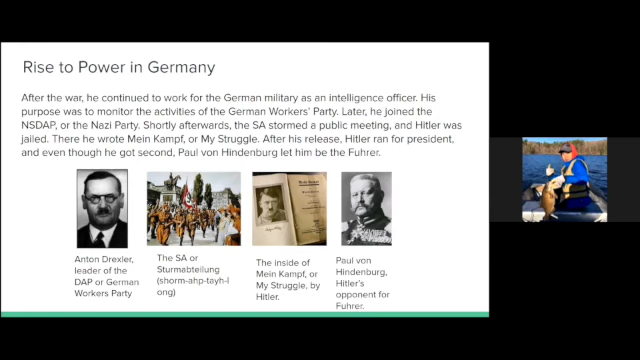 Rise to Power in Germany
After the war, he continued to work for the German military as an intelligence officer. His
purpose was to monitor the activities of the German Workers' Party. Later, he joined the
NSDAP, or the Nazi Party. Shortly afterwards, the SA stormed a public meeting, and Hitler was
jailed. There he wrote Mein Kampf, or My Struggle. After his release, Hitler ran for president,
and even though he got second, Paul von Hindenburg let him be the Fuhrer.
Anton Drexler,
leader of the
DAP or German
Workers Party
The SA or
Sturmabteilung
(shorm-ahp-tayh-l
ong)
The inside of
Mein Kampf, or
My Struggle, by
Hitler.
Paul von
Hindenburg,
Hitler's
opponent for
Fuhrer.